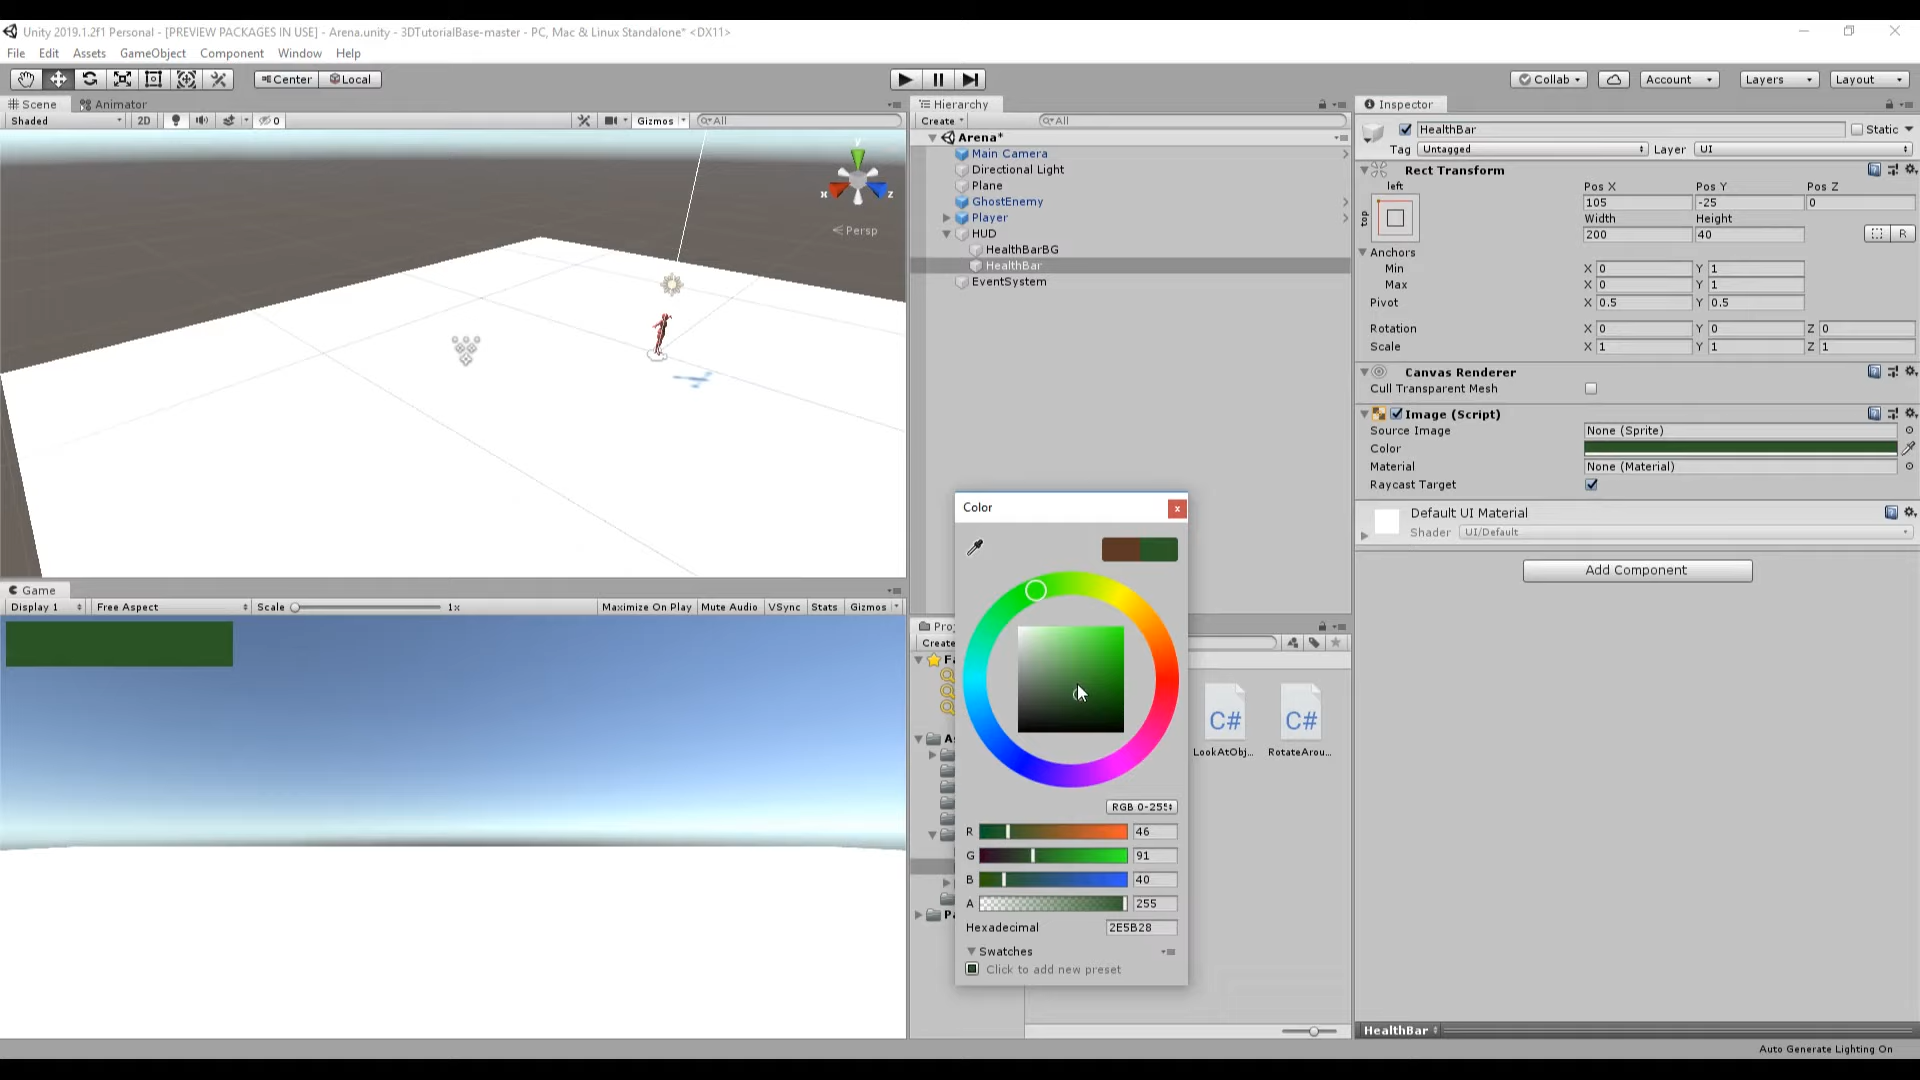 Unity 2019.1.2f1 Personal - [PREVIEW PACKAGES IN USE] - Arena.unity - 3DTutorialBase-master - PC, Mac & Linux Standalone* <DX11>
File Edit Assets GameObject Component Window Help
Center Local Collab Account Layers Layout
Scene Animator
Shaded 2D 0 Gizmos All
y
x z
Persp
Hierarchy
Create All
Arena*
Main Camera
Directional Light
Plane
GhostEnemy
Player
HUD
HealthBarBG
HealthBar
EventSystem
Inspector
HealthBar Static
Tag Untagged Layer UI
Rect Transform
left Pos X Pos Y Pos Z
top 105 -25 0
Width Height
200 40 R
Anchors
Min X 0 Y 1
Max X 0 Y 1
Pivot X 0.5 Y 0.5
Rotation X 0 Y 0 Z 0
Scale X 1 Y 1 Z 1
Canvas Renderer
Cull Transparent Mesh
Image (Script)
Source Image None (Sprite)
Color
Material None (Material)
Raycast Target
Default UI Material
Shader UI/Default
Add Component
Game
Display 1 Free Aspect Scale 1x Maximize On Play Mute Audio VSync Stats Gizmos
Color
RGB 0-255
R 46
G 91
B 40
A 255
Hexadecimal 2E5B28
Swatches
Click to add new preset
C# C#
LookAtObj... RotateArou...
HealthBar
Auto Generate Lighting On